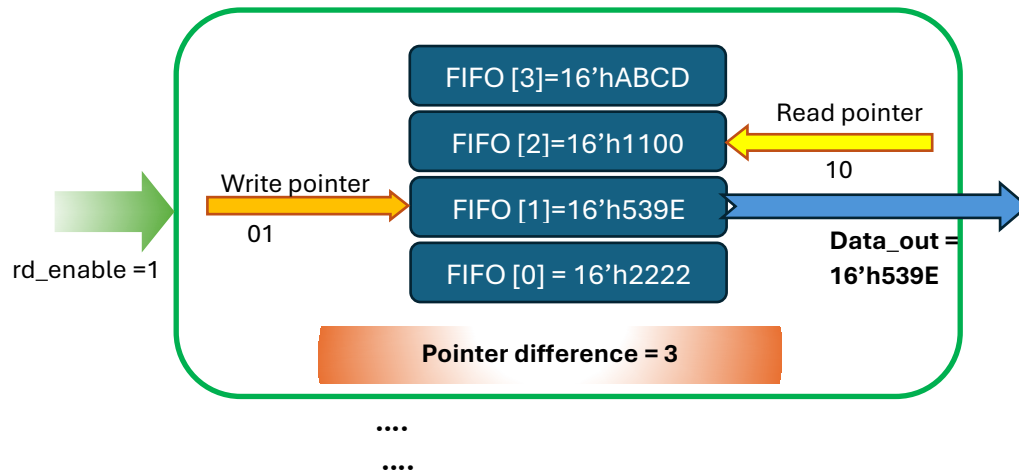 FIFO [3]=16’hABCD
Read pointer
FIFO [2]=16’h1100
10
Write pointer
FIFO [1]=16’h539E
01
Data_out =
16’h539E
rd_enable =1
FIFO [0] = 16’h2222
Pointer difference = 3
....
....